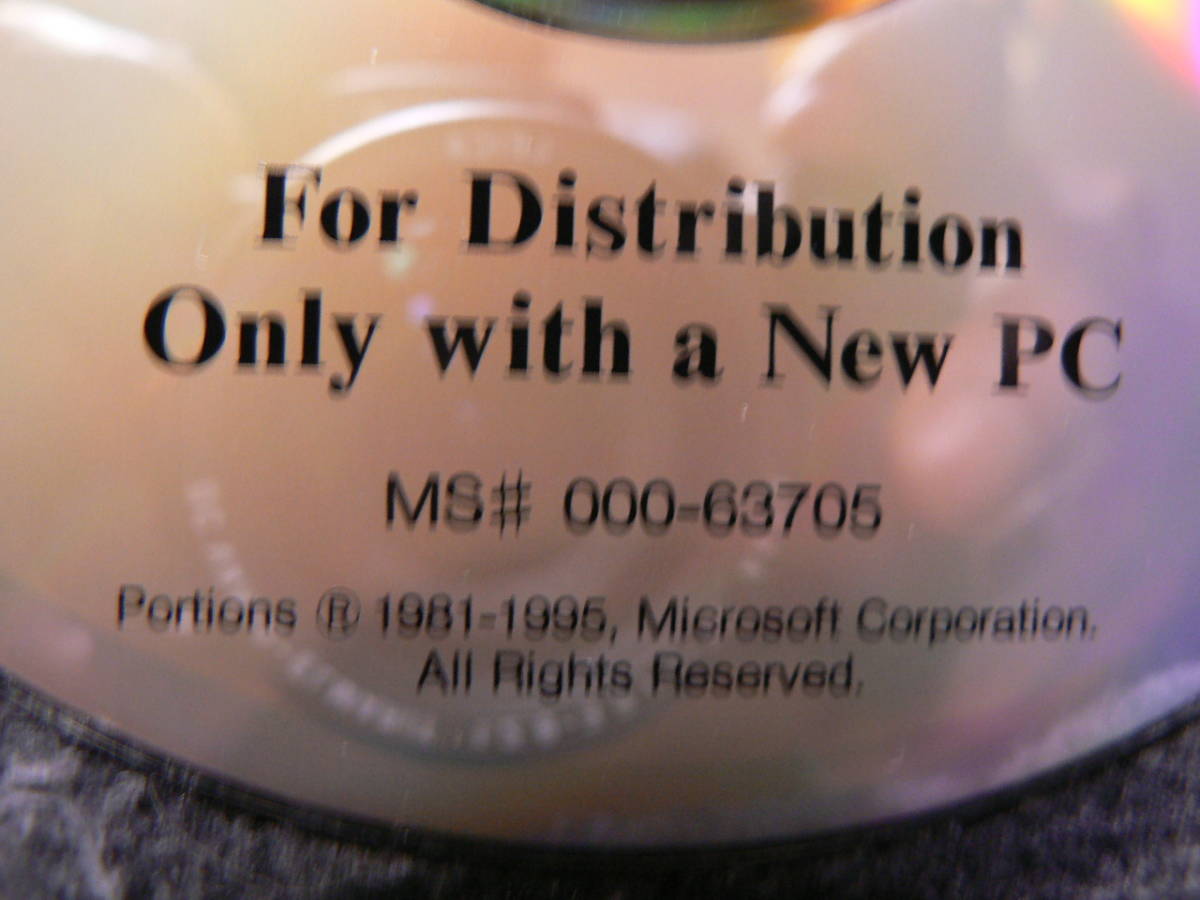 For Distribution
Only with a New PC
MS# 000-63705
Portions ® 1981-1995, Microsoft Corporation.
All Rights Reserved.